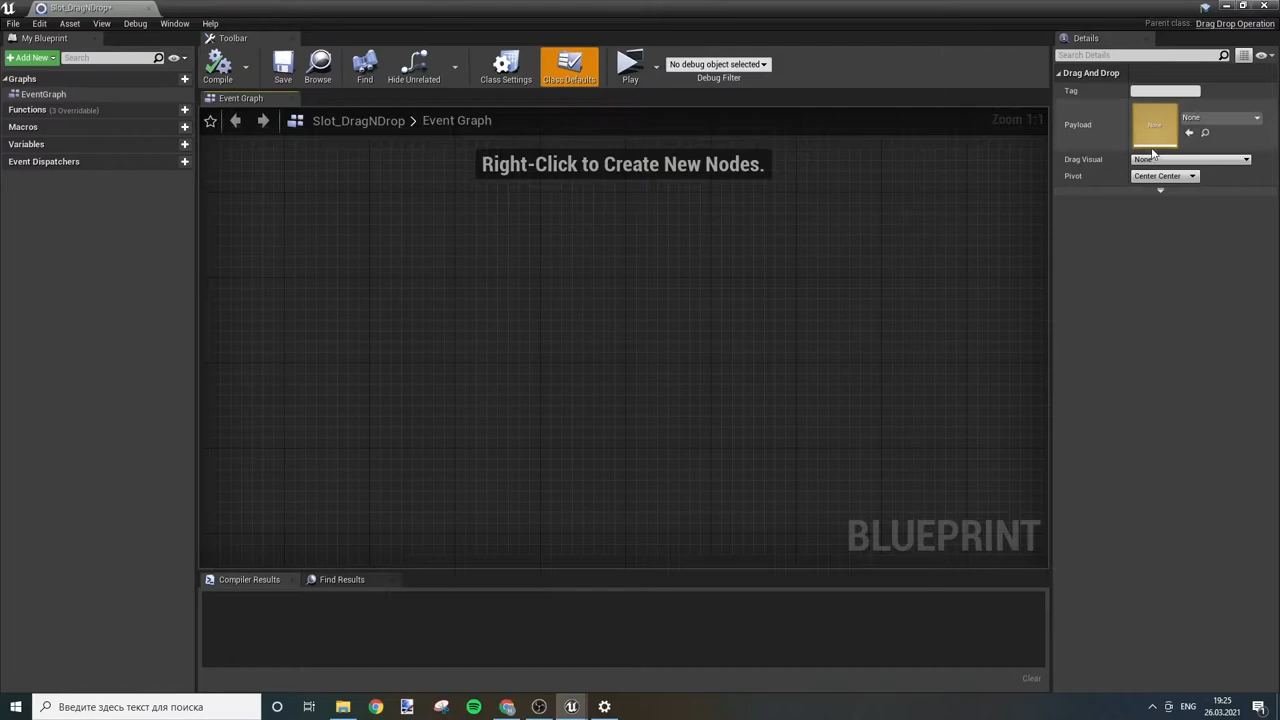 Slot_DragNDrop*
File Edit Asset View Debug Window Help
Parent class: Drag Drop Operation
My Blueprint
Toolbar
Details
Add New
Search
Compile
Save
Browse
Find
Hide Unrelated
Class Settings
Class Defaults
Play
No debug object selected
Debug Filter
Search Details
Graphs
EventGraph
Functions (3 Overridable)
Macros
Variables
Event Dispatchers
Event Graph
Slot_DragNDrop > Event Graph
Zoom 1:1
Right-Click to Create New Nodes.
Drag And Drop
Tag
Payload
None
None
Drag Visual
None
Pivot
Center Center
BLUEPRINT
Compiler Results
Find Results
Clear
Введите здесь текст для поиска
ENG
19:25
26.03.2021